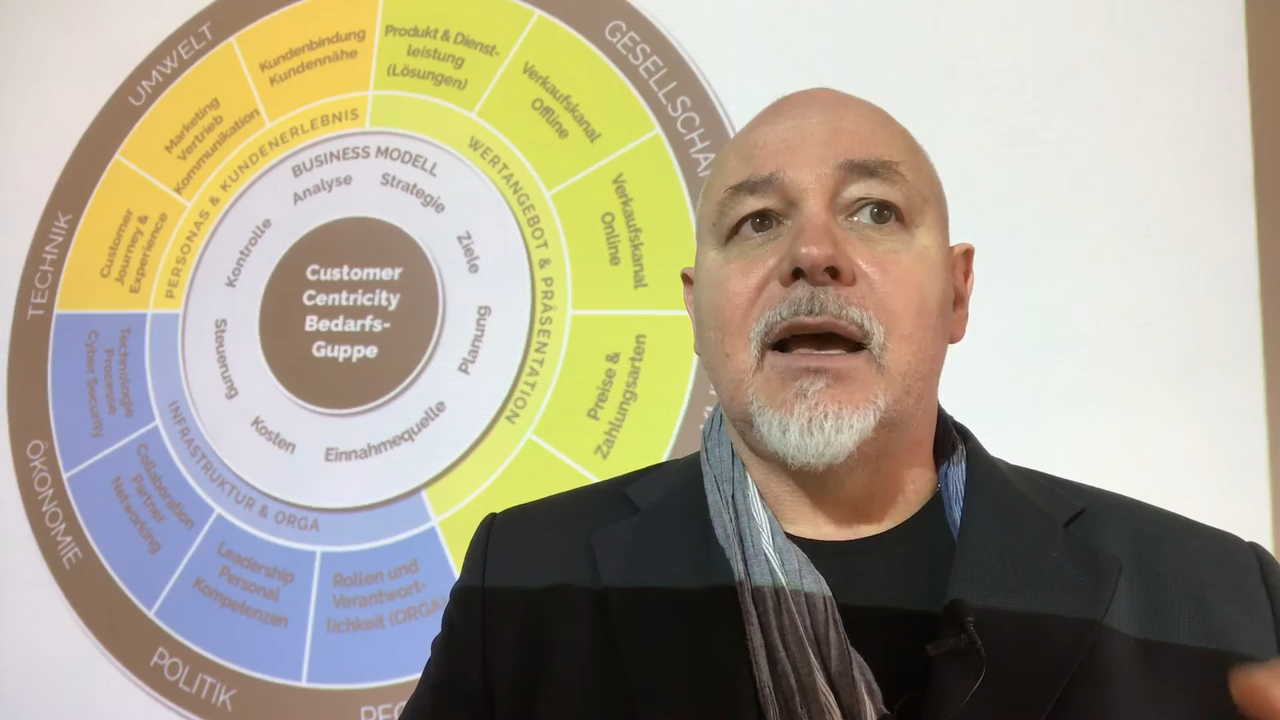 UMWELT
GESELLSCHA
TECHNIK
ÖKONOMIE
POLITIK
Kundenbindung
Kundennähe
Produkt & Dienst-
leistung
(Lösungen)
Verkaufskanal
Offline
Marketing
Vertrieb
Kommunikation
Verkaufskanal
Online
Customer
Journey &
Experience
Preise &
Zahlungsarten
Technologie
Prozesse
Cyber Security
Collaboration
Partner
Networking
Leadership
Personal
Kompetenzen
Rollen und
Verantwort-
lichkeit (ORGA)
PERSONAS & KUNDENERLEBNIS
WERTANGEBOT & PRÄSENTATION
INFRASTRUKTUR & ORGA
BUSINESS MODELL
Analyse
Strategie
Kontrolle
Ziele
Steuerung
Planung
Kosten
Einnahmequelle
Customer
Centricity
Bedarfs-
Guppe